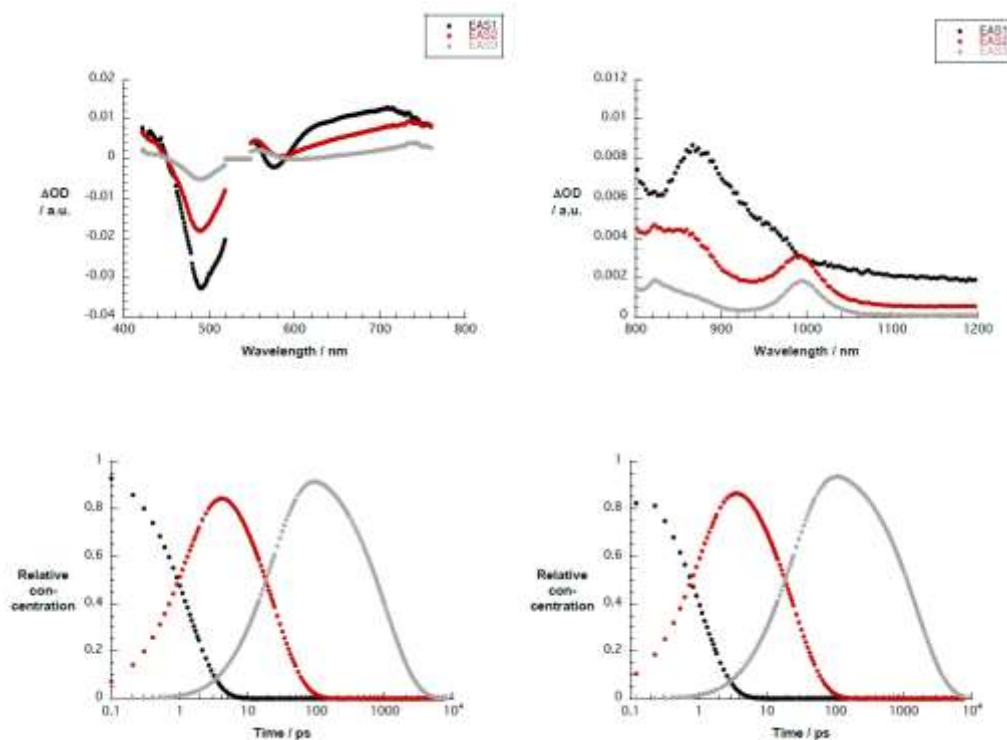 EAS1
EAS2
EAS3
EAS1
EAS2
EAS3
0.02
0.01
0
-0.01
-0.02
-0.03
-0.04
ΔOD
/ a.u.
400 500 600 700 800
Wavelength / nm
0.012
0.01
0.008
0.006
0.004
0.002
0
ΔOD
/ a.u.
800 900 1000 1100 1200
Wavelength / nm
1
0.8
0.6
0.4
0.2
0
Relative
con-
centration
0.1 1 10 100 1000 10⁴
Time / ps
1
0.8
0.6
0.4
0.2
0
Relative
con-
centration
0.1 1 10 100 1000 10⁴
Time / ps